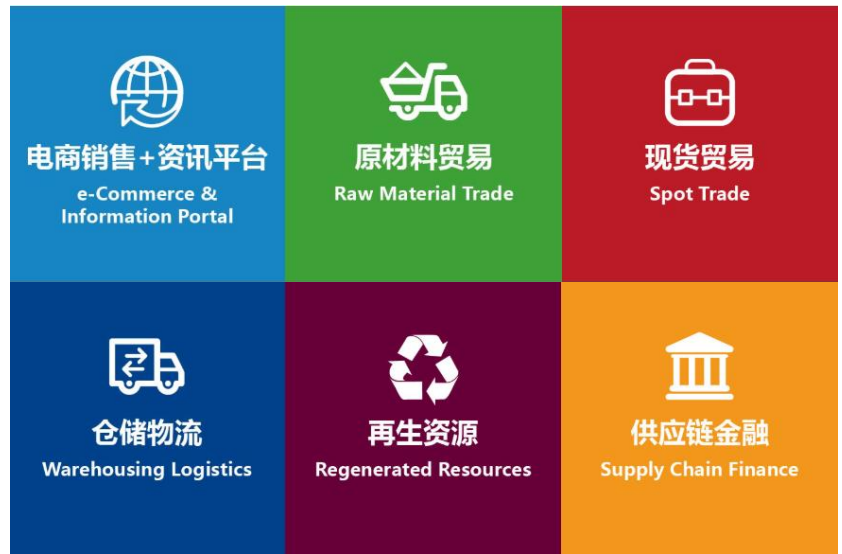 电商销售+资讯平台
e-Commerce &
Information Portal
原材料贸易
Raw Material Trade
现货贸易
Spot Trade
仓储物流
Warehousing Logistics
再生资源
Regenerated Resources
供应链金融
Supply Chain Finance